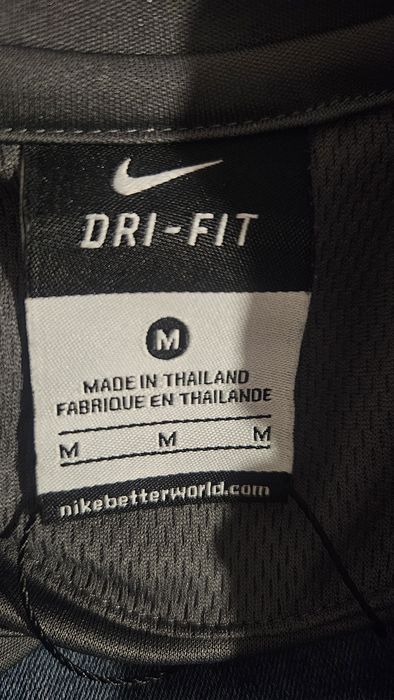 DRI-FIT
M
MADE IN THAILAND
FABRIQUE EN THAILANDE
M M M
nikebetterworld.com